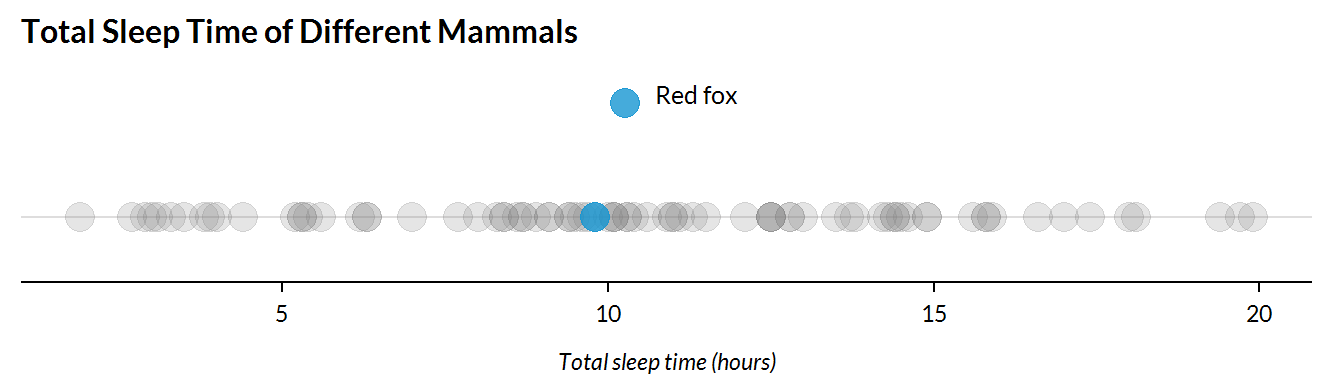 Total Sleep Time of Different Mammals
Red fox
5 10 15 20
Total sleep time (hours)